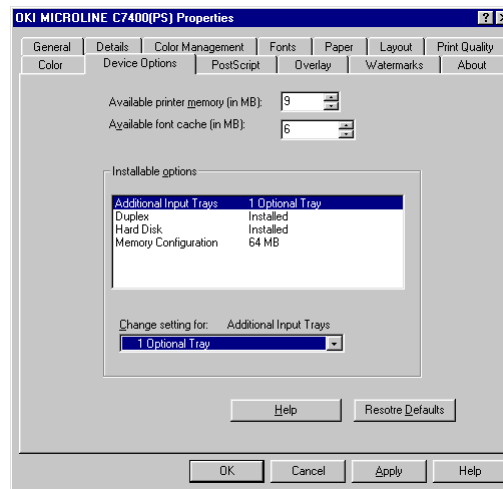 OKI MICROLINE C7400(PS) Properties
General Details Color Management Fonts Paper Layout Print Quality
Color Device Options PostScript Overlay Watermarks About
Available printer memory (in MB): 9
Available font cache (in MB): 6
Installable options
Additional Input Trays 1 Optional Tray
Duplex Installed
Hard Disk Installed
Memory Configuration 64 MB
Change setting for: Additional Input Trays
1 Optional Tray
Help Resotre Defaults
OK Cancel Apply Help